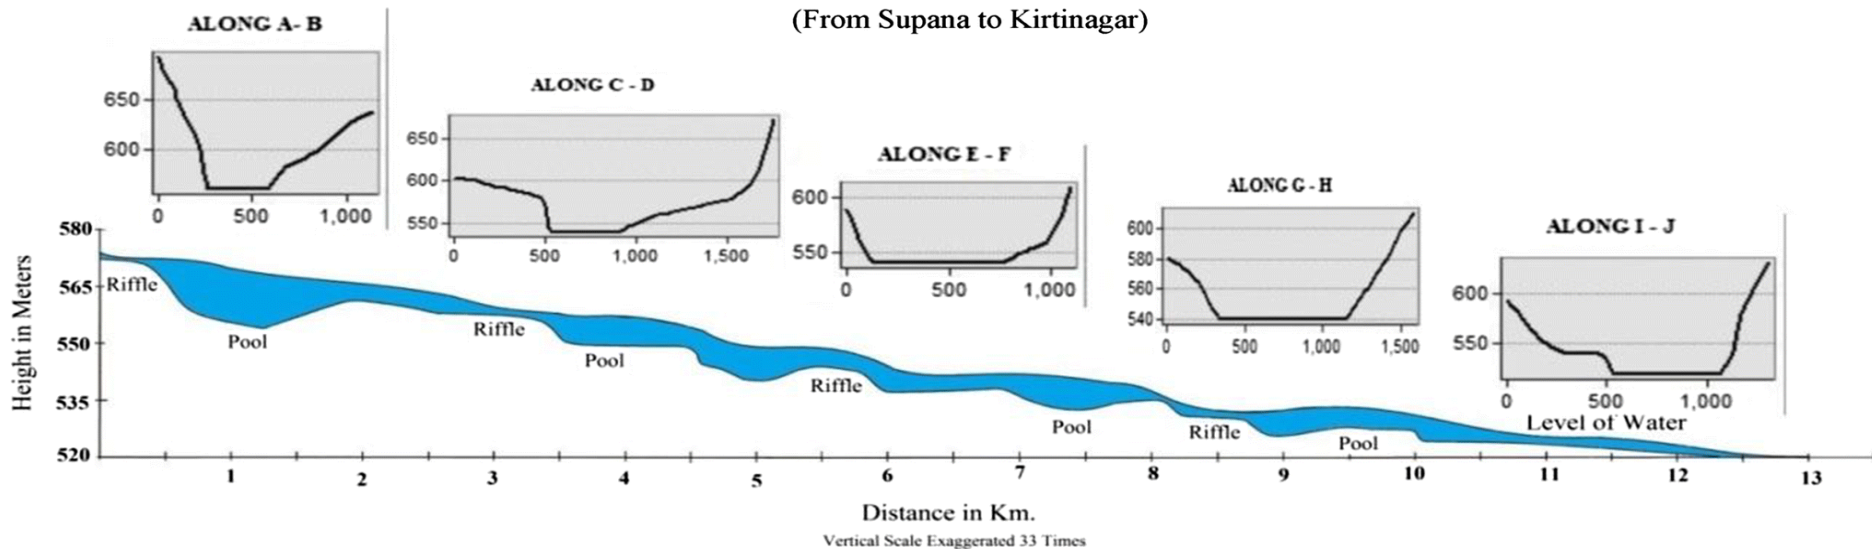 (From Supana to Kirtinagar)
ALONG A- B
650
600
0 500 1,000
ALONG C - D
650
600
550
0 500 1,000 1,500
ALONG E - F
600
550
0 500 1,000
ALONG G - H
600
580
560
540
0 500 1,000 1,500
ALONG I - J
600
550
0 500 1,000
Level of Water
Height in Meters
580
565
550
535
520
Riffle
Pool
Riffle
Pool
Riffle
Pool
Riffle
Pool
1 2 3 4 5 6 7 8 9 10 11 12 13
Distance in Km.
Vertical Scale Exaggerated 33 Times